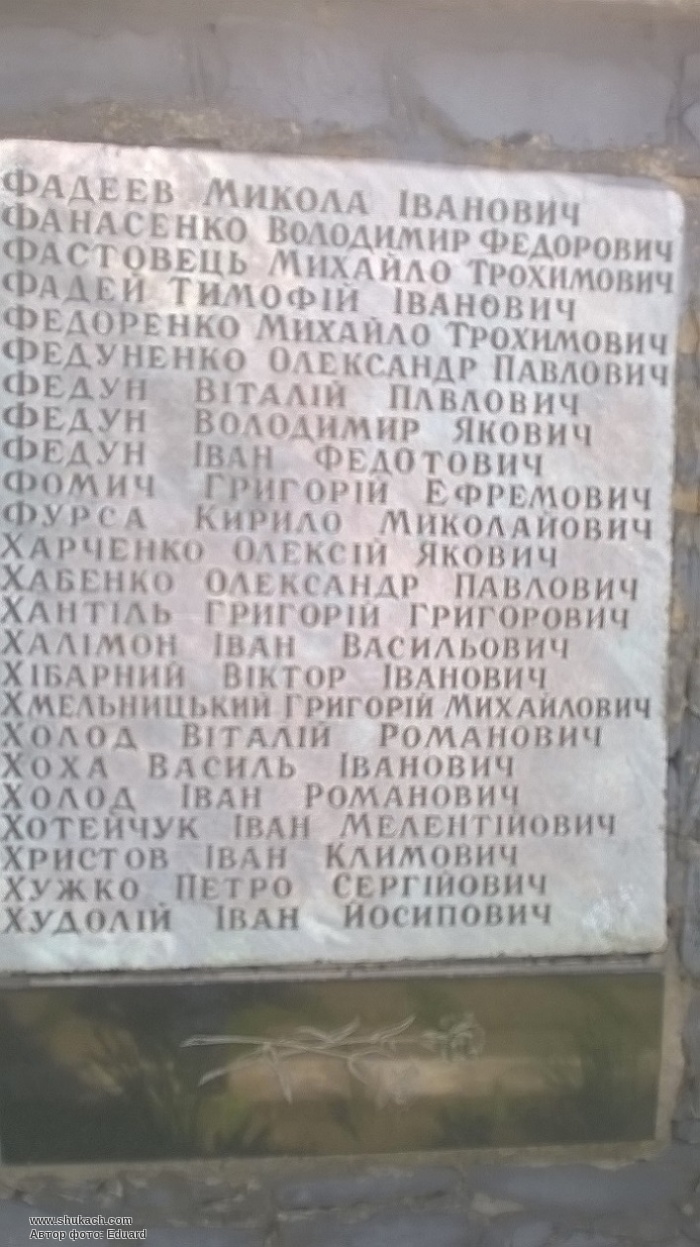 ФАДЕЕВ МИКОЛА ІВАНОВИЧ
ФАНАСЕНКО ВОЛОДИМИР ФЕДОРОВИЧ
ФАСТОВЕЦЬ МИХАЙЛО ТРОХИМОВИЧ
ФАДЕЙ ТИМОФІЙ ІВАНОВИЧ
ФЕДОРЕНКО МИХАЙЛО ТРОХИМОВИЧ
ФЕДУНЕНКО ОЛЕКСАНДР ПАВЛОВИЧ
ФЕДУН ВІТАЛІЙ ПАВЛОВИЧ
ФЕДУН ВОЛОДИМИР ЯКОВИЧ
ФЕДУН ІВАН ФЕДОТОВИЧ
ФОМИЧ ГРИГОРІЙ ЕФРЕМОВИЧ
ФУРСА КИРИЛО МИКОЛАЙОВИЧ
ХАРЧЕНКО ОЛЕКСІЙ ЯКОВИЧ
ХАБЕНКО ОЛЕКСАНДР ПАВЛОВИЧ
ХАНТІЛЬ ГРИГОРІЙ ГРИГОРОВИЧ
ХАЛІМОН ІВАН ВАСИЛЬОВИЧ
ХІБАРНИЙ ВІКТОР ІВАНОВИЧ
ХМЕЛЬНИЦЬКИЙ ГРИГОРІЙ МИХАЙЛОВИЧ
ХОЛОД ВІТАЛІЙ РОМАНОВИЧ
ХОХА ВАСИЛЬ ІВАНОВИЧ
ХОЛОД ІВАН РОМАНОВИЧ
ХОТЕЙЧУК ІВАН МЕЛЕНТІЙОВИЧ
ХРИСТОВ ІВАН КЛИМОВИЧ
ХУЖКО ПЕТРО СЕРГІЙОВИЧ
ХУДОЛІЙ ІВАН ЙОСИПОВИЧ
www.shukach.com
Автор фото: Eduard